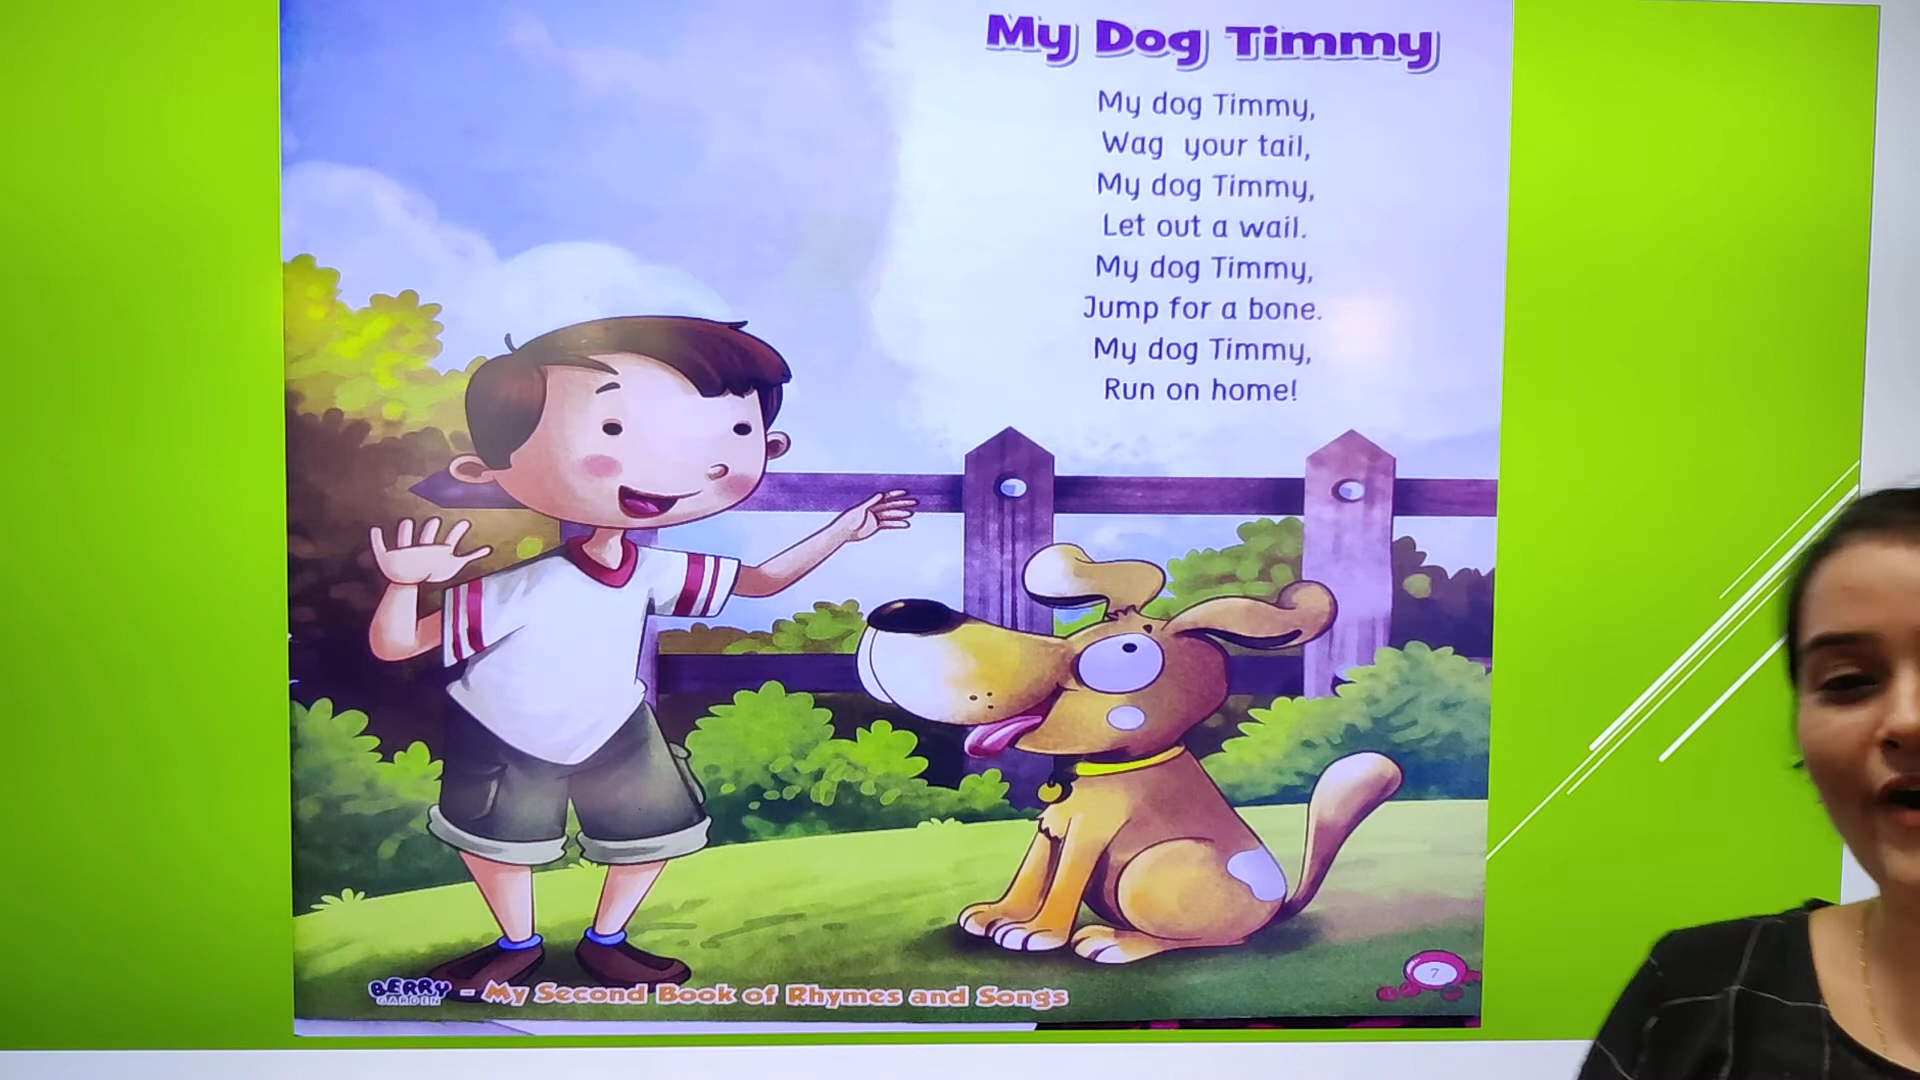 My Dog Timmy
My dog Timmy,
Wag your tail,
My dog Timmy,
Let out a wail.
My dog Timmy,
Jump for a bone.
My dog Timmy,
Run on home!
7
BERRY GARDEN - My Second Book of Rhymes and Songs